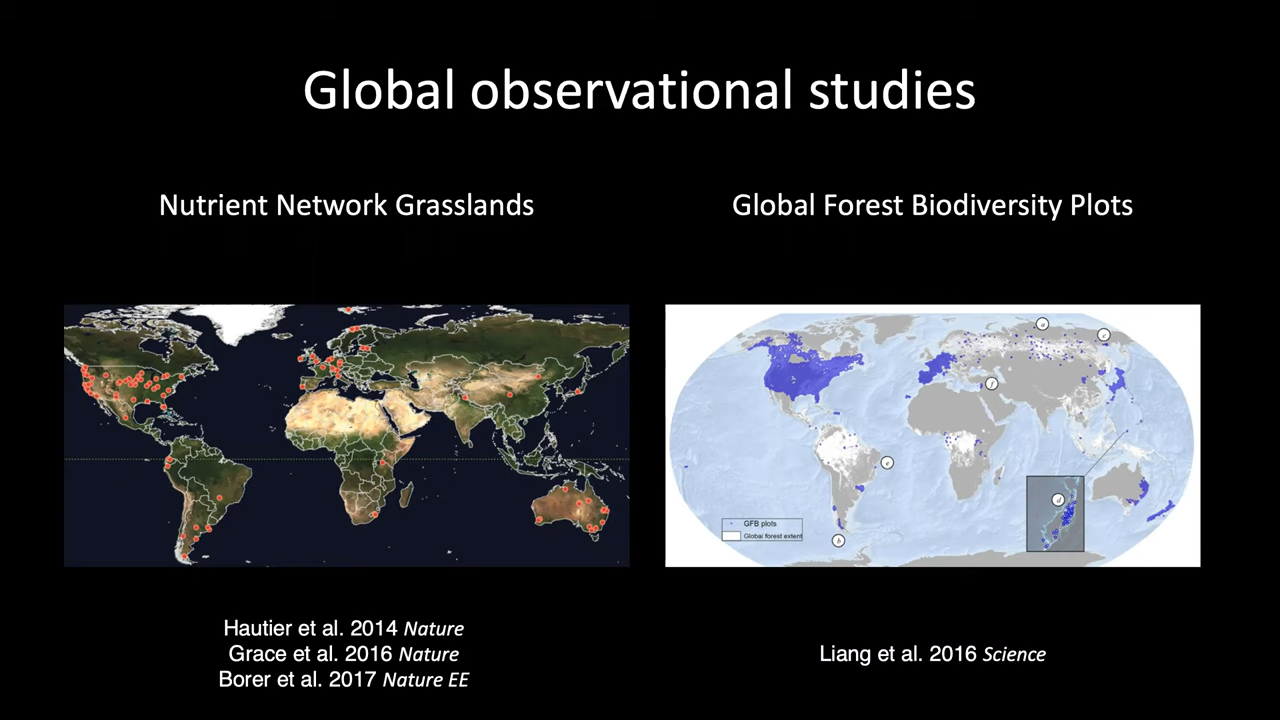 Global observational studies
Nutrient Network Grasslands
Global Forest Biodiversity Plots
a
c
f
e
d
b
GFB plots
Global forest extent
Hautier et al. 2014 Nature
Grace et al. 2016 Nature
Borer et al. 2017 Nature EE
Liang et al. 2016 Science